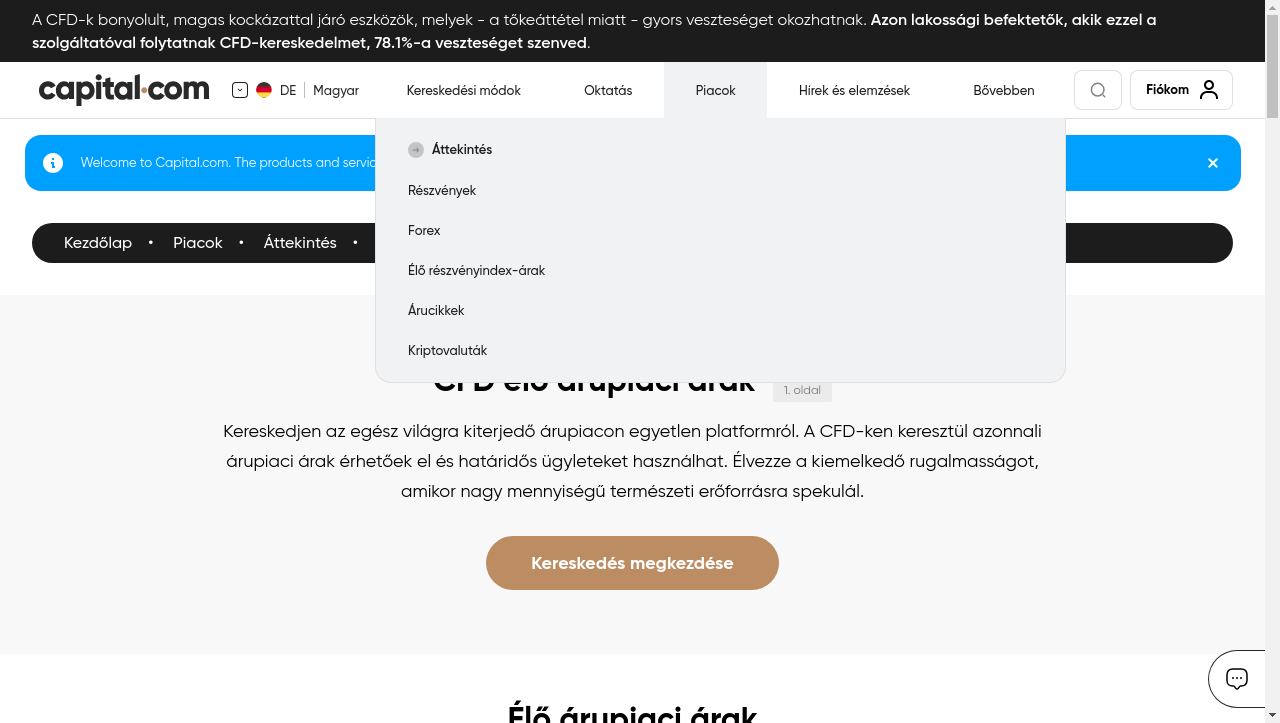 A CFD-k bonyolult, magas kockázattal járó eszközök, melyek - a tőkeáttétel miatt - gyors veszteséget okozhatnak. Azon lakossági befektetők, akik ezzel a
szolgáltatóval folytatnak CFD-kereskedelmet, 78.1%-a veszteséget szenved.
capital.com
DE
Magyar
Kereskedési módok
Oktatás
Piacok
Hírek és elemzések
Bővebben
Fiókom
Áttekintés
Welcome to Capital.com. The products and
Részvények
Forex
Kezdőlap • Piacok • Áttekintés •
Élő részvényindex-árak
Árucikkek
Kriptovaluták
CFD élő árupiaci árak
1. oldal
Kereskedjen az egész világra kiterjedő árupiacon egyetlen platformról. A CFD-ken keresztül azonnali
árupiaci árak érhetőek el és határidős ügyleteket használhat. Élvezze a kiemelkedő rugalmasságot,
amikor nagy mennyiségű természeti erőforrásra spekulál.
Kereskedés megkezdése
Élő árupiaci árak